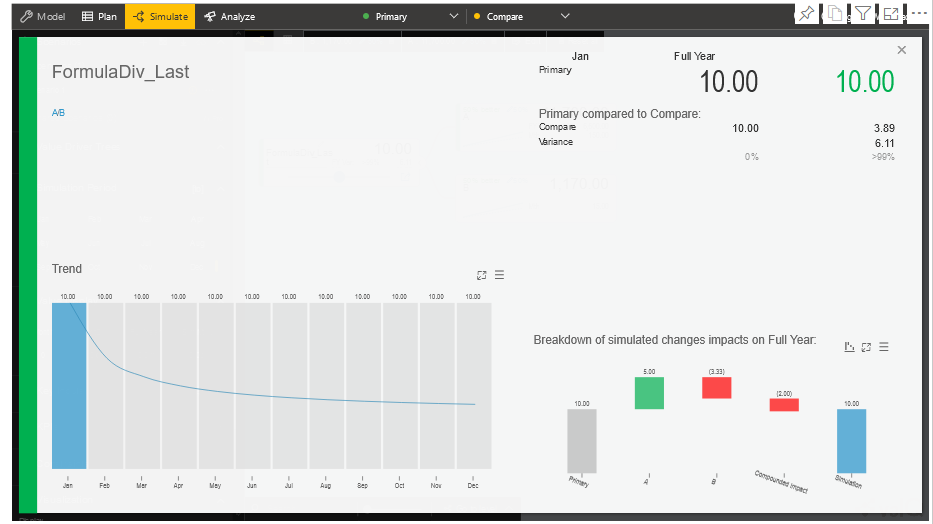 Model Plan Simulate Analyze Primary Compare
FormulaDiv_Last
A/B
Jan Full Year
Primary 10.00 10.00
Primary compared to Compare:
Compare 10.00 3.89
Variance 6.11
0% >99%
Trend
10.00 10.00 10.00 10.00 10.00 10.00 10.00 10.00 10.00 10.00 10.00 10.00
Jan Feb Mar Apr May Jun Jul Aug Sep Oct Nov Dec
Breakdown of simulated changes impacts on Full Year:
10.00 5.00 (3.33) (2.00) 10.00
Primary A B Compounded Impact Simulation